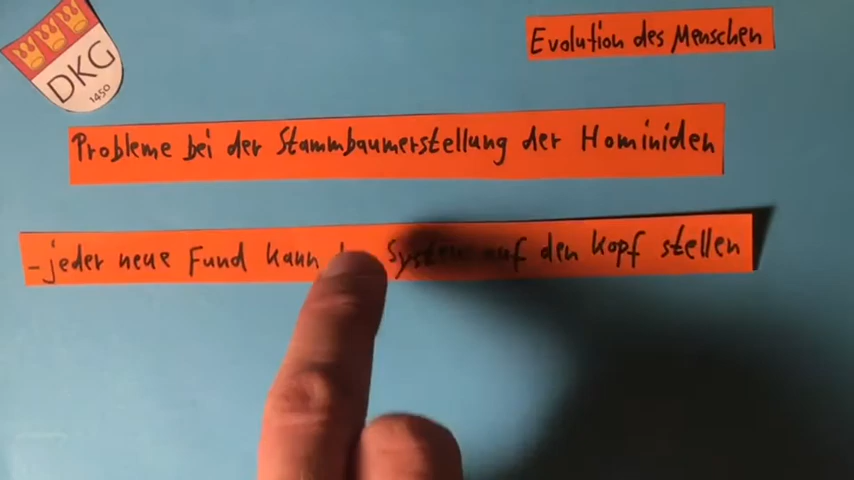 DKG
1450
Evolution des Menschen
Probleme bei der Stammbaumerstellung der Hominiden
- jeder neue Fund kann System auf den Kopf stellen